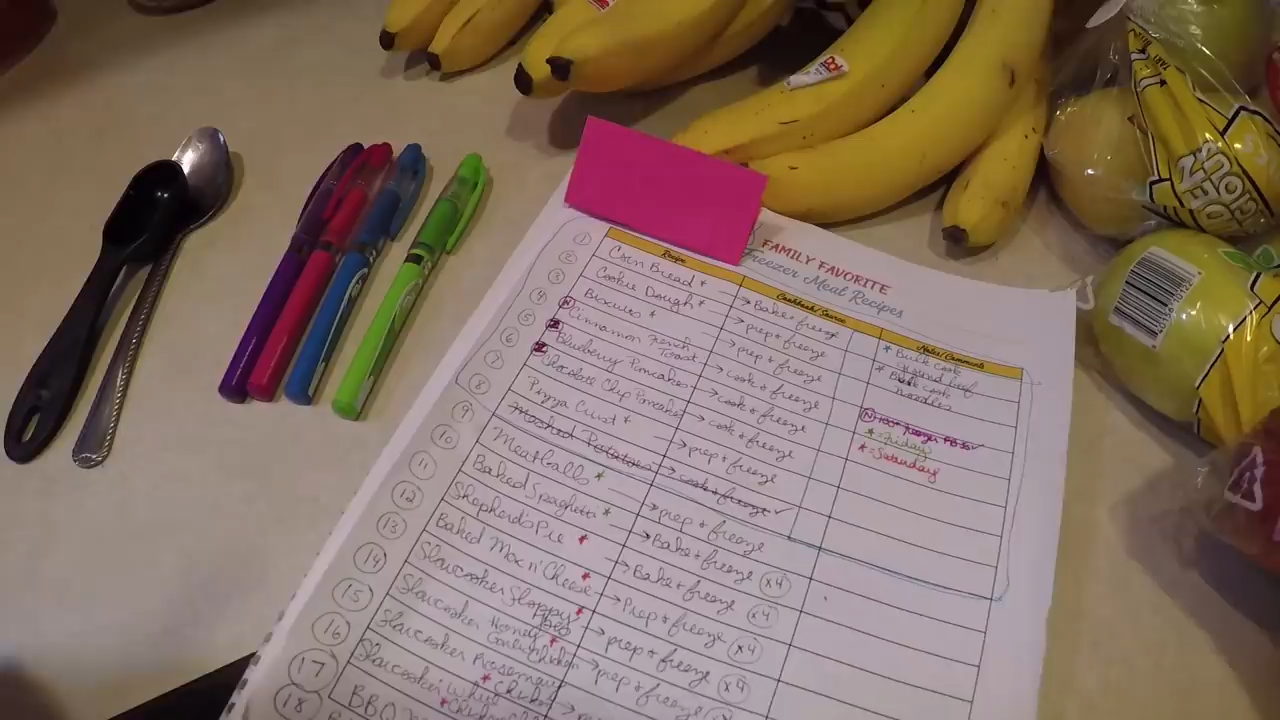 FAMILY FAVORITE
Freezer Meat Recipes
Recipe Cookbook/Source Notes/Comments
1 Corn Bread * → Bake & freeze * Bulk cook ground beef
2 Cookie Dough * → prep & freeze * Bulk cook noodles
3 Biscuits * → prep & freeze
4 N Cinnamon French Toast → cook & freeze N
5 Blueberry Pancakes → cook & freeze * = Friday
6 Chocolate Chip Pancakes → cook & freeze * = Saturday
7 Pizza Crust * → prep & freeze
8 Mashed Potatoes → cook & freeze ✓
9 Meatballs * → prep & freeze
10 Baked Spaghetti * → Bake & freeze x4
11 Shepherd's Pie * → Bake & freeze x4
12 Baked Mac n' Cheese * → Prep & freeze x4
13 Slowcooker Sloppy Joes * → prep & freeze x4
14 Slowcooker Honey Garlic Chicken * → prep & freeze
15 Slowcooker Rosemary Chicken *
16 Slowcooker White Chicken *
17 BBQ
18
Dole